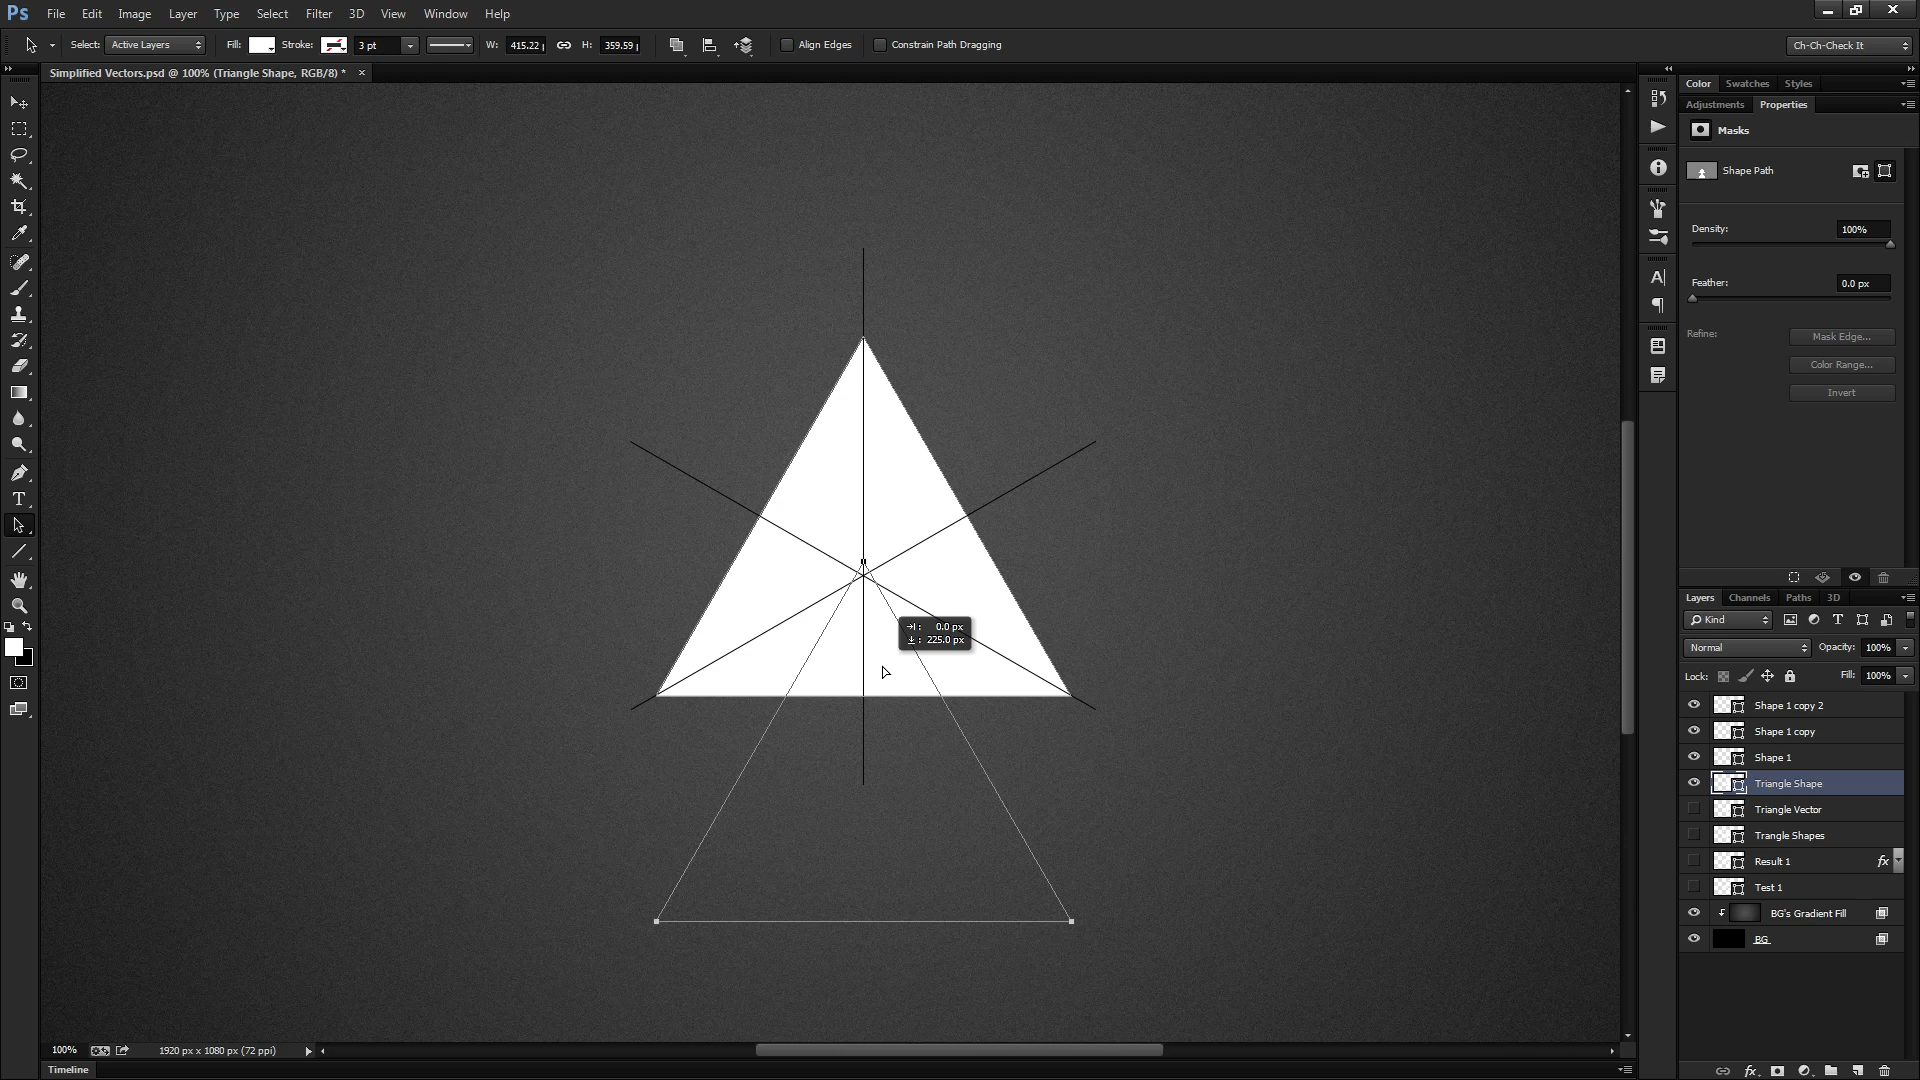 Ps File Edit Image Layer Type Select Filter 3D View Window Help
Select: Active Layers Fill: Stroke: 3 pt W: 415.22 H: 359.59 Align Edges Constrain Path Dragging Ch-Ch-Check It
Simplified Vectors.psd @ 100% (Triangle Shape, RGB/8) * ×
Color Swatches Styles
Adjustments Properties
Masks
Shape Path
Density: 100%
Feather: 0.0 px
Refine: Mask Edge...
Color Range...
Invert
0.0 px
225.0 px
Layers Channels Paths 3D
Kind
Normal Opacity: 100%
Lock: Fill: 100%
Shape 1 copy 2
Shape 1 copy
Shape 1
Triangle Shape
Triangle Vector
Trangle Shapes
Result 1 fx
Test 1
BG's Gradient Fill
BG
100% 1920 px x 1080 px (72 ppi)
Timeline